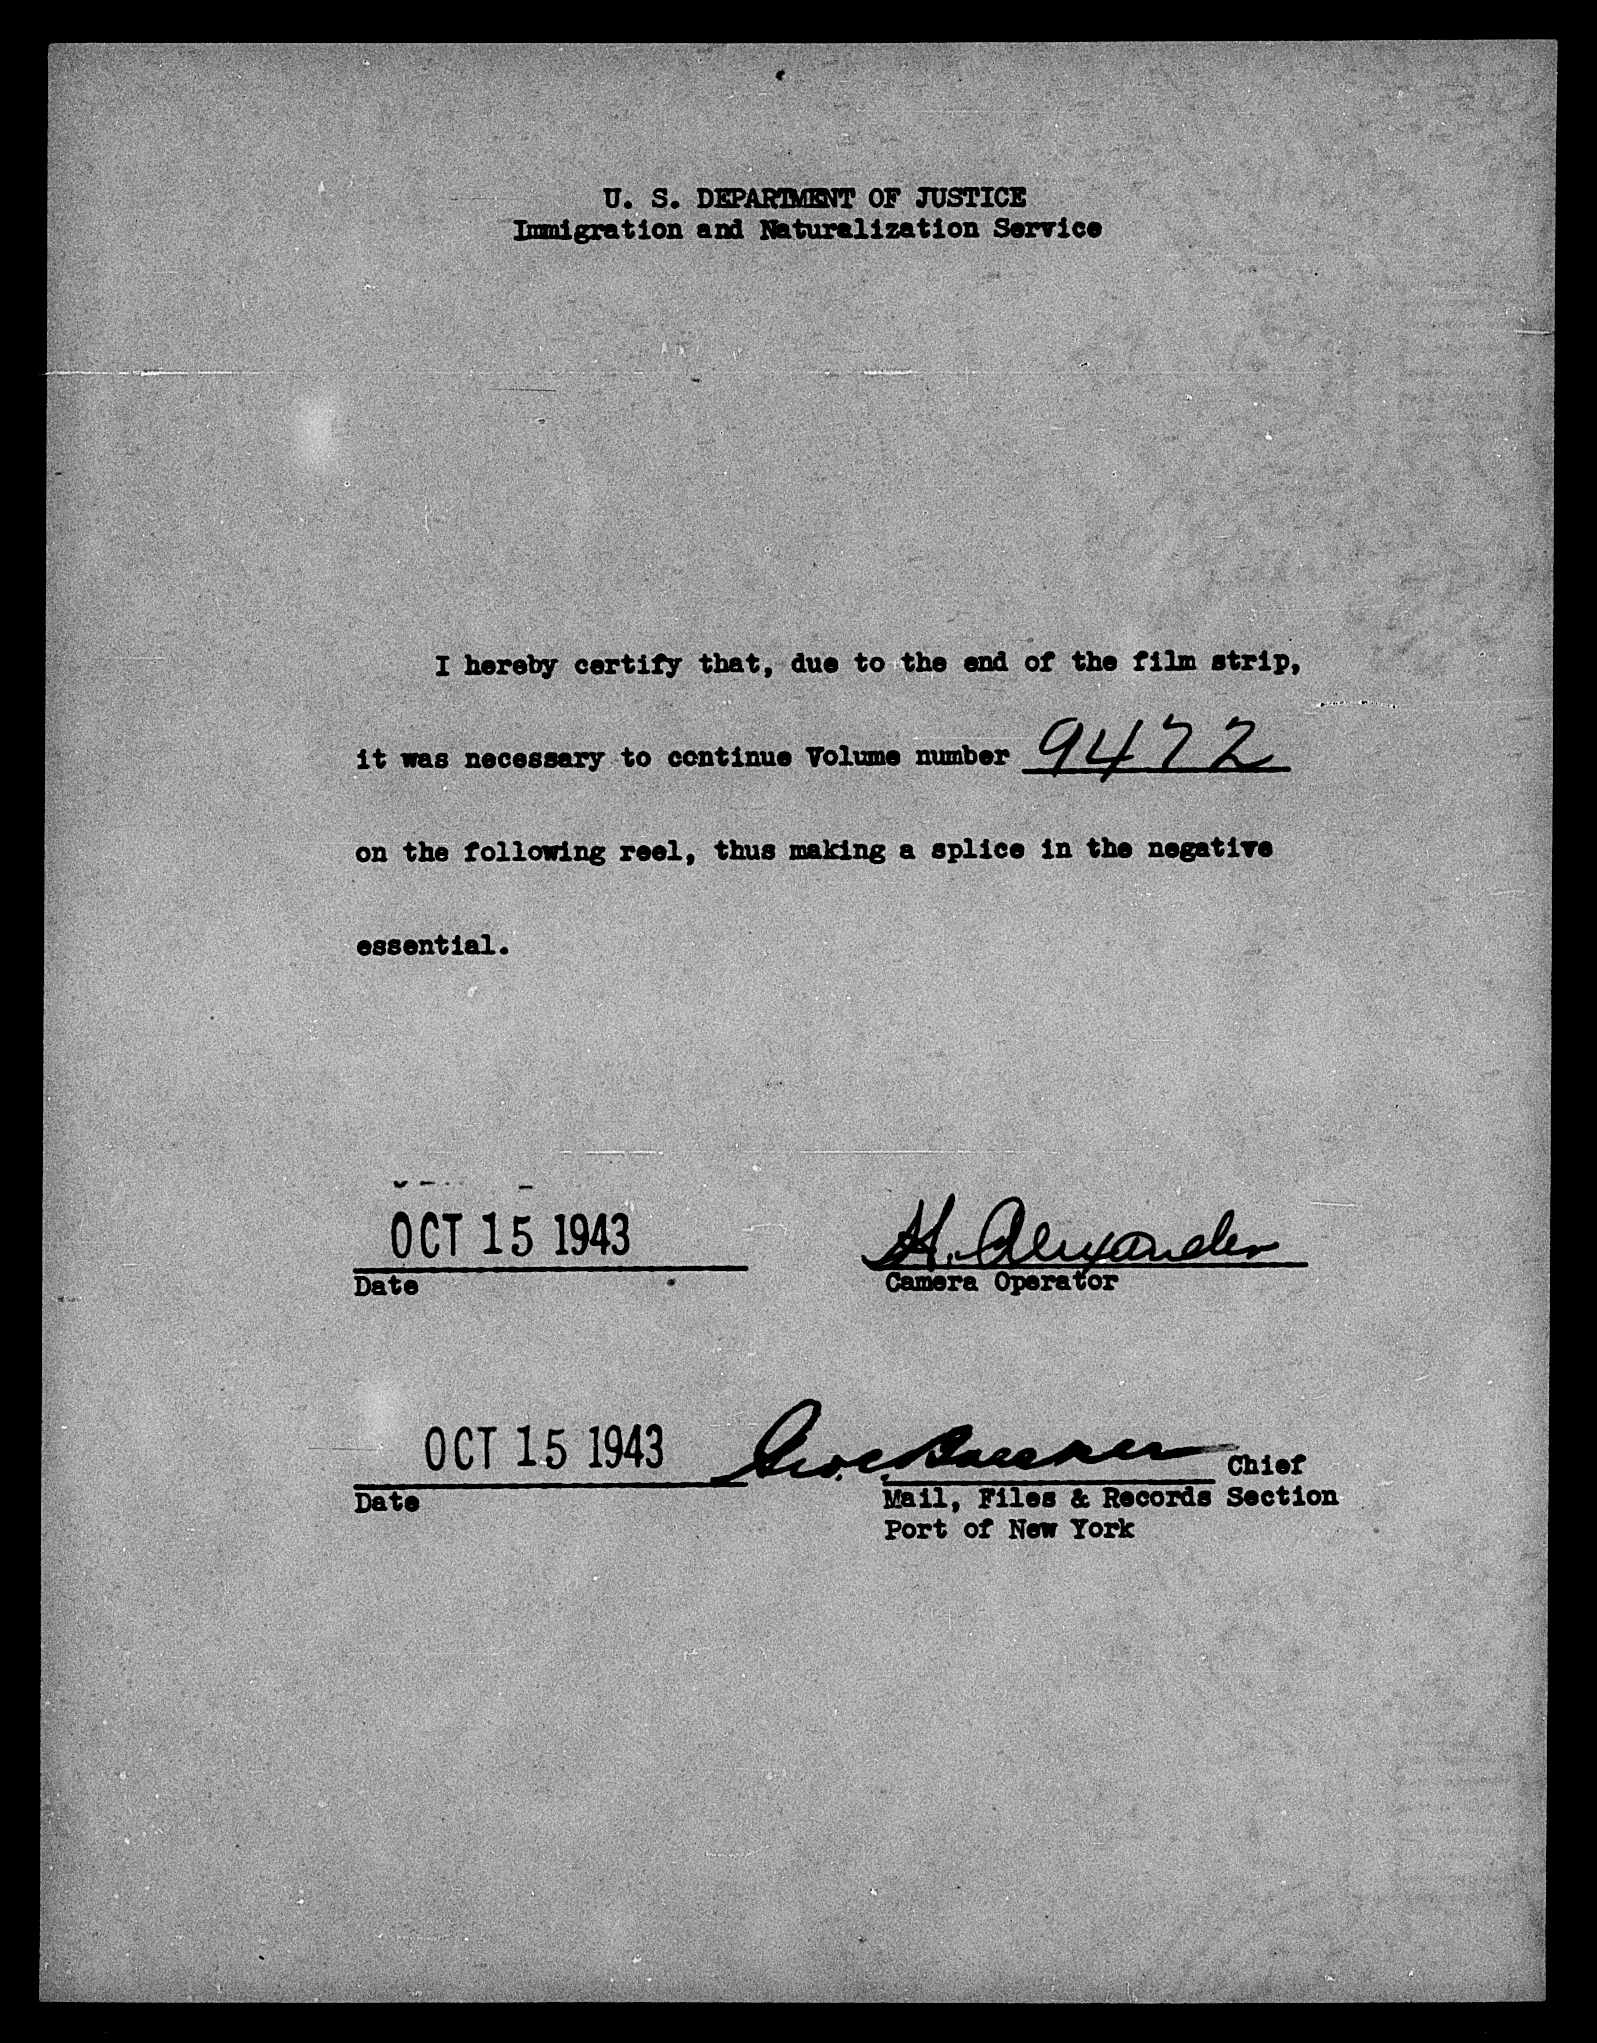 U. S. DEPARTMENT OF JUSTICE
Immigration and Naturalization Service
I hereby certify that, due to the end of the film strip,
it was necessary to continue Volume number 9472
on the following reel, thus making a splice in the negative
essential.
OCT 15 1943 H. Alexander
Date Camera Operator
OCT 15 1943 Chief
Date Mail, Files & Records Section
Port of New York